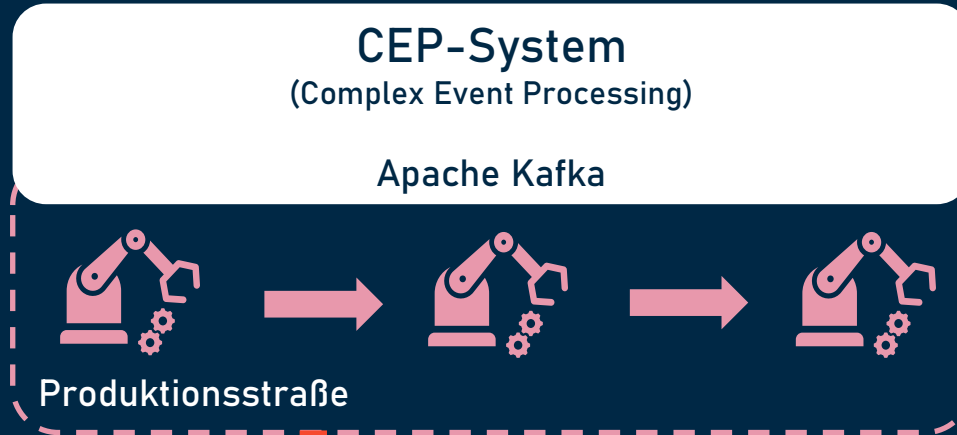 CEP-System
(Complex Event Processing)
Apache Kafka
Produktionsstraße